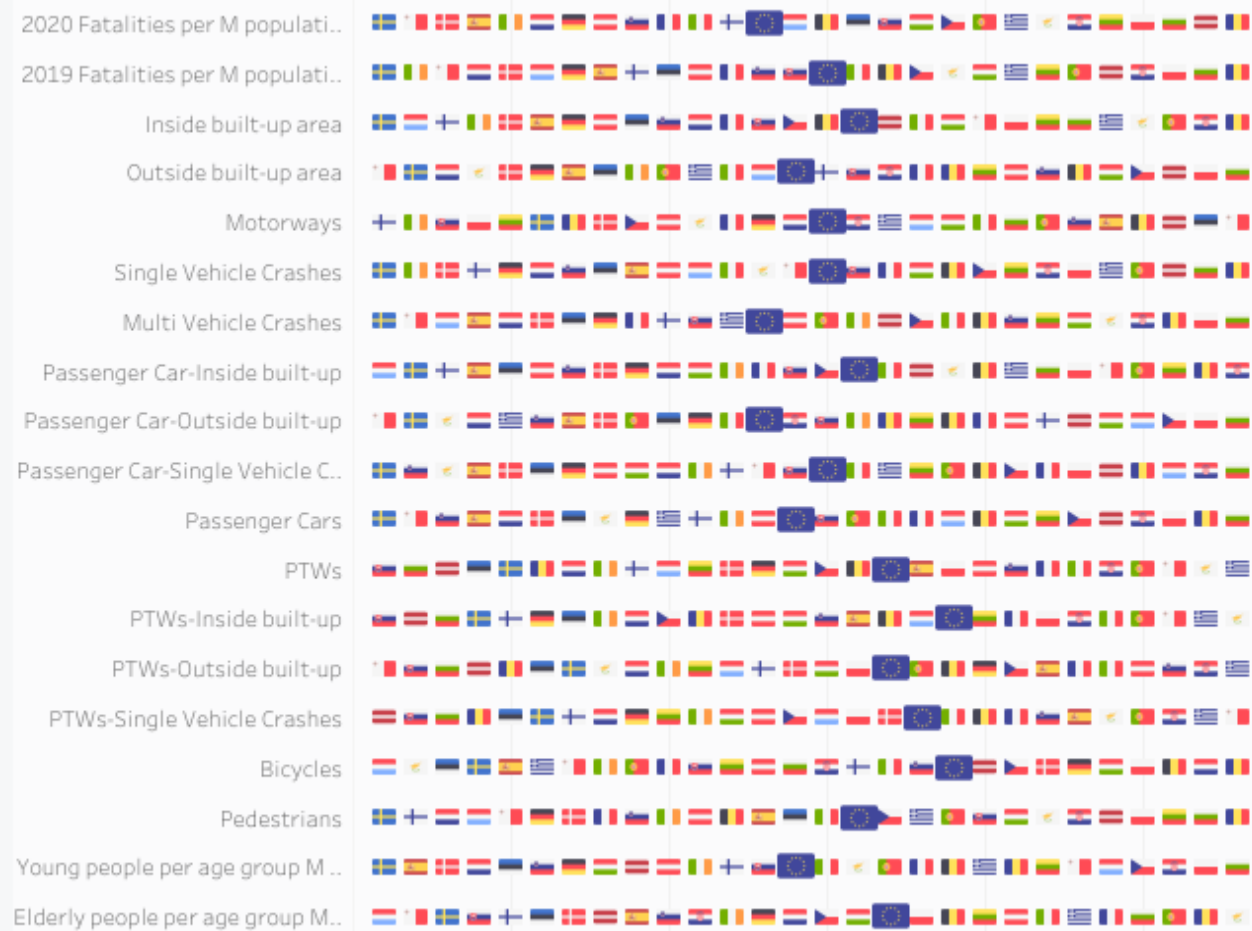 2020 Fatalities per M populati..
2019 Fatalities per M populati..
Inside built-up area
Outside built-up area
Motorways
Single Vehicle Crashes
Multi Vehicle Crashes
Passenger Car-Inside built-up
Passenger Car-Outside built-up
Passenger Car-Single Vehicle C..
Passenger Cars
PTWs
PTWs-Inside built-up
PTWs-Outside built-up
PTWs-Single Vehicle Crashes
Bicycles
Pedestrians
Young people per age group M ..
Elderly people per age group M..